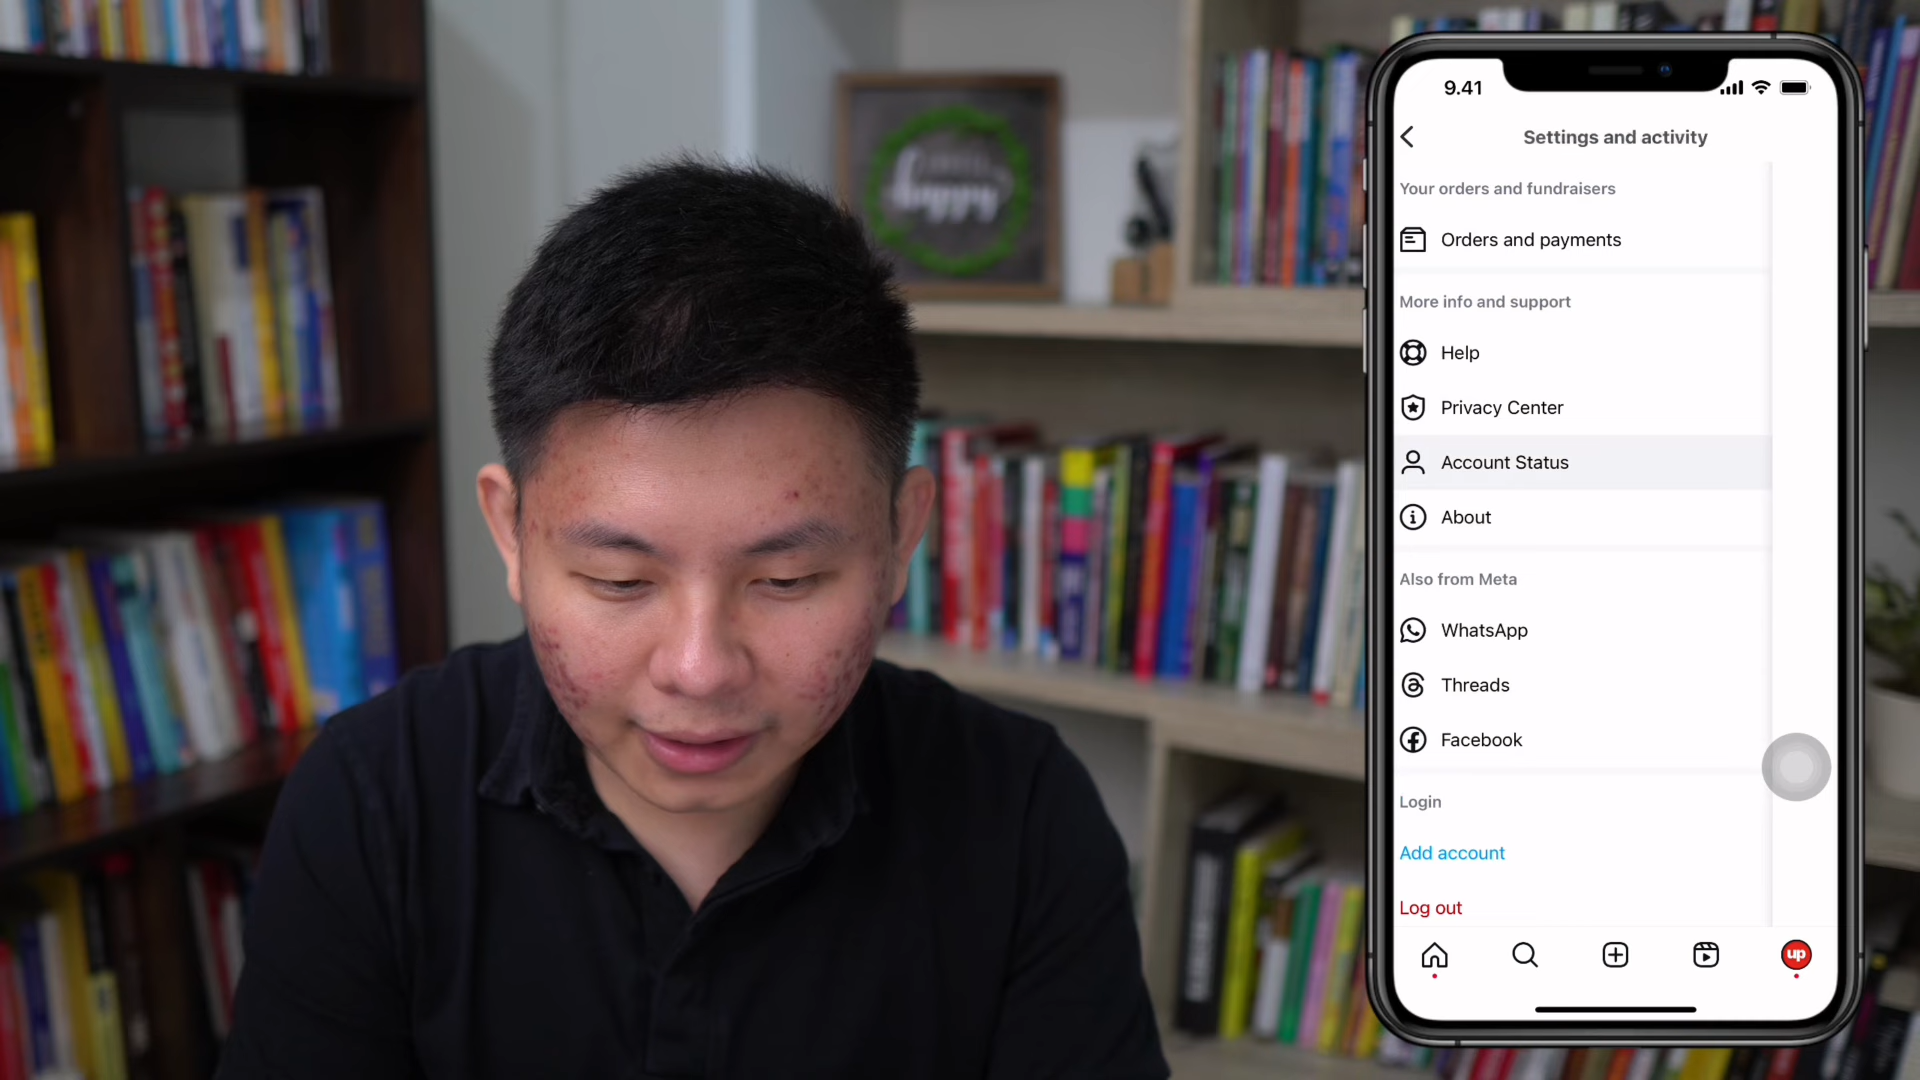 happy
9.41
Settings and activity
Your orders and fundraisers
Orders and payments
More info and support
Help
Privacy Center
Account Status
About
Also from Meta
WhatsApp
Threads
Facebook
Login
Add account
Log out
up